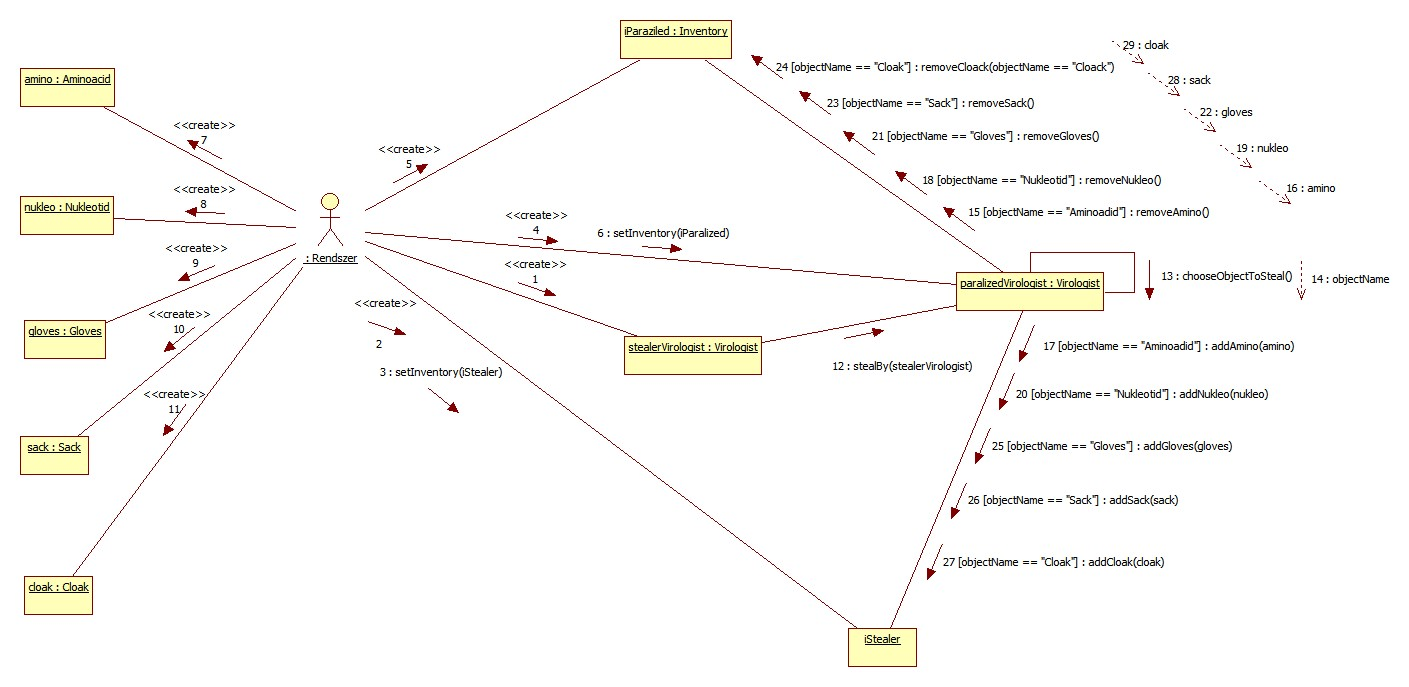 iParaziled : Inventory
29 : cloak
24 [objectName == "Cloak"] : removeCloack(objectName == "Cloack")
amino : Aminoacid
28 : sack
23 [objectName == "Sack"] : removeSack()
22 : gloves
<<create>>
7
21 [objectName == "Gloves"] : removeGloves()
<<create>>
5
19 : nukleo
18 [objectName == "Nukleotid"] : removeNukleo()
16 : amino
<<create>>
8
nukleo : Nukleotid
15 [objectName == "Aminoadid"] : removeAmino()
<<create>>
4
6 : setInventory(iParalized)
<<create>>
9
: Rendszer
<<create>>
1
13 : chooseObjectToSteal()
14 : objectName
paralizedVirologist : Virologist
<<create>>
2
<<create>>
10
gloves : Gloves
stealerVirologist : Virologist
17 [objectName == "Aminoadid"] : addAmino(amino)
12 : stealBy(stealerVirologist)
3 : setInventory(iStealer)
<<create>>
11
20 [objectName == "Nukleotid"] : addNukleo(nukleo)
sack : Sack
25 [objectName == "Gloves"] : addGloves(gloves)
26 [objectName == "Sack"] : addSack(sack)
27 [objectName == "Cloak"] : addCloak(cloak)
cloak : Cloak
iStealer